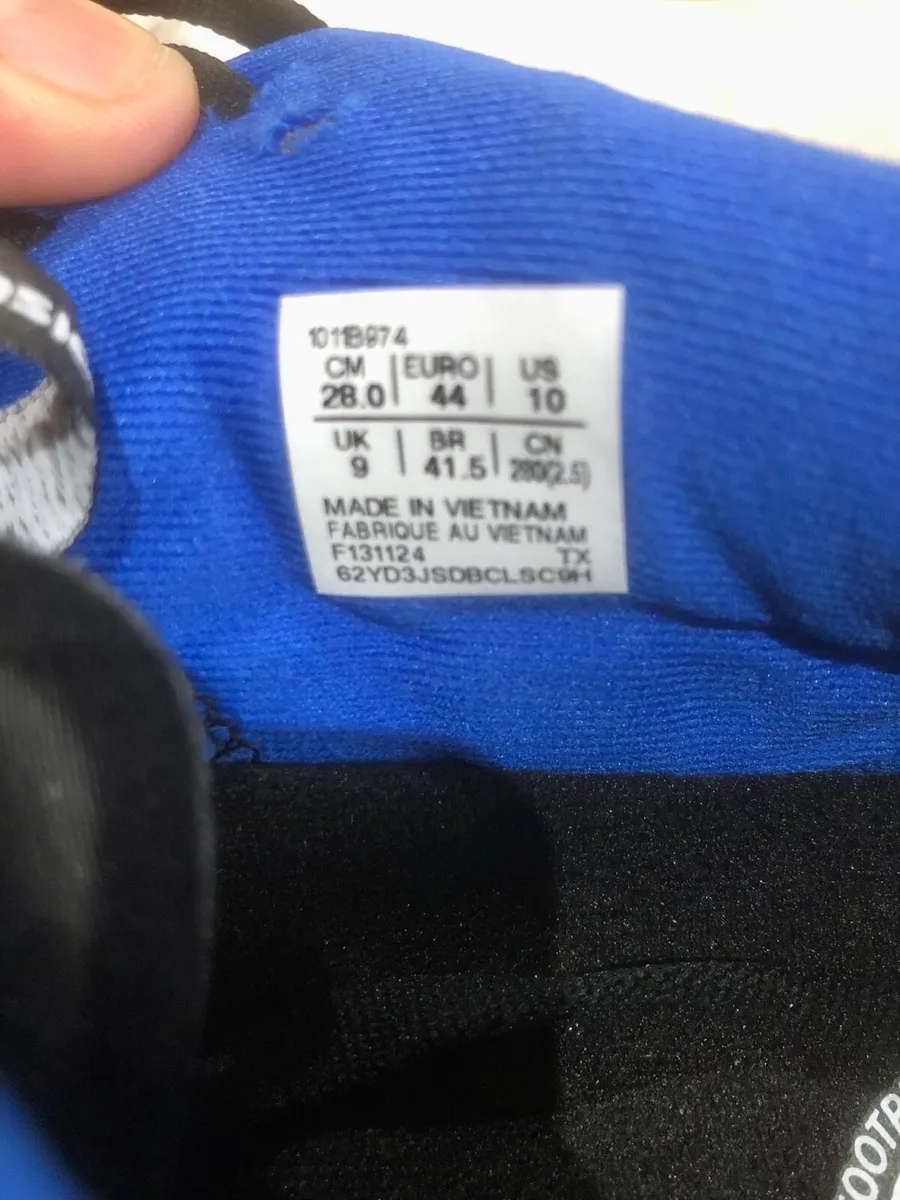 1011B974
CM | EURO | US
28.0 | 44 | 10
UK | BR | CN
9 | 41.5 | 280(2.5)
MADE IN VIETNAM
FABRIQUE AU VIETNAM
F131124 TX
62YD3JSDBCLSC9H